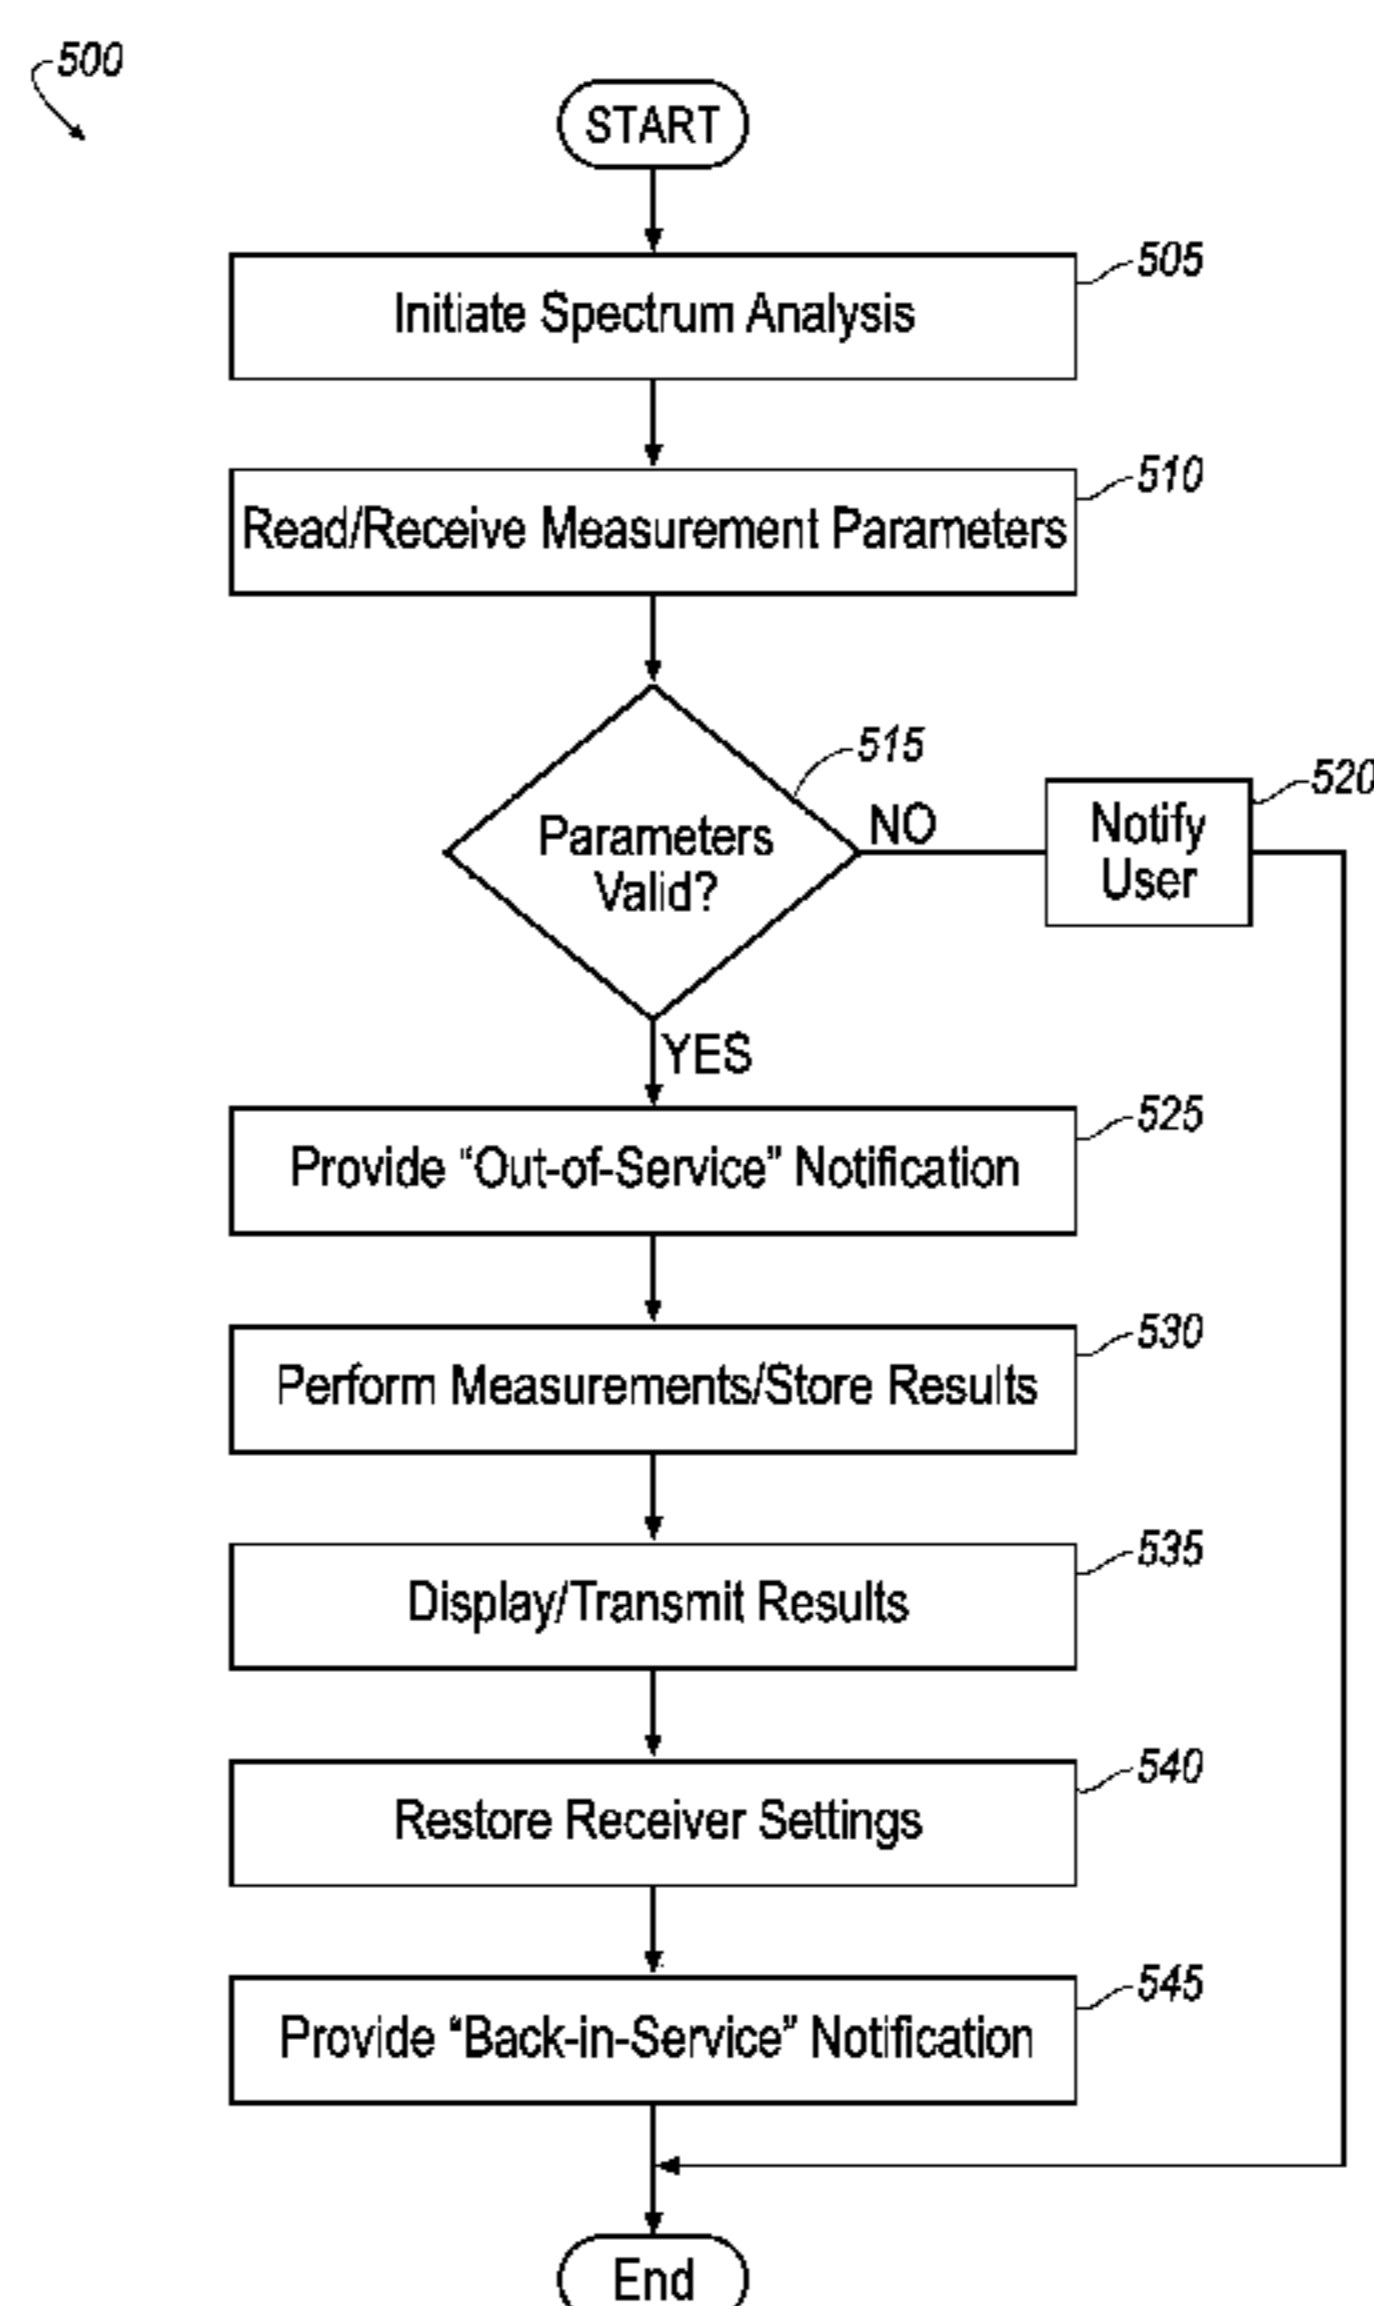 500
START
505
Initiate Spectrum Analysis
510
Read/Receive Measurement Parameters
515
Parameters
Valid?
NO
520
Notify
User
YES
525
Provide “Out-of-Service” Notification
530
Perform Measurements/Store Results
535
Display/Transmit Results
540
Restore Receiver Settings
545
Provide “Back-in-Service” Notification
End